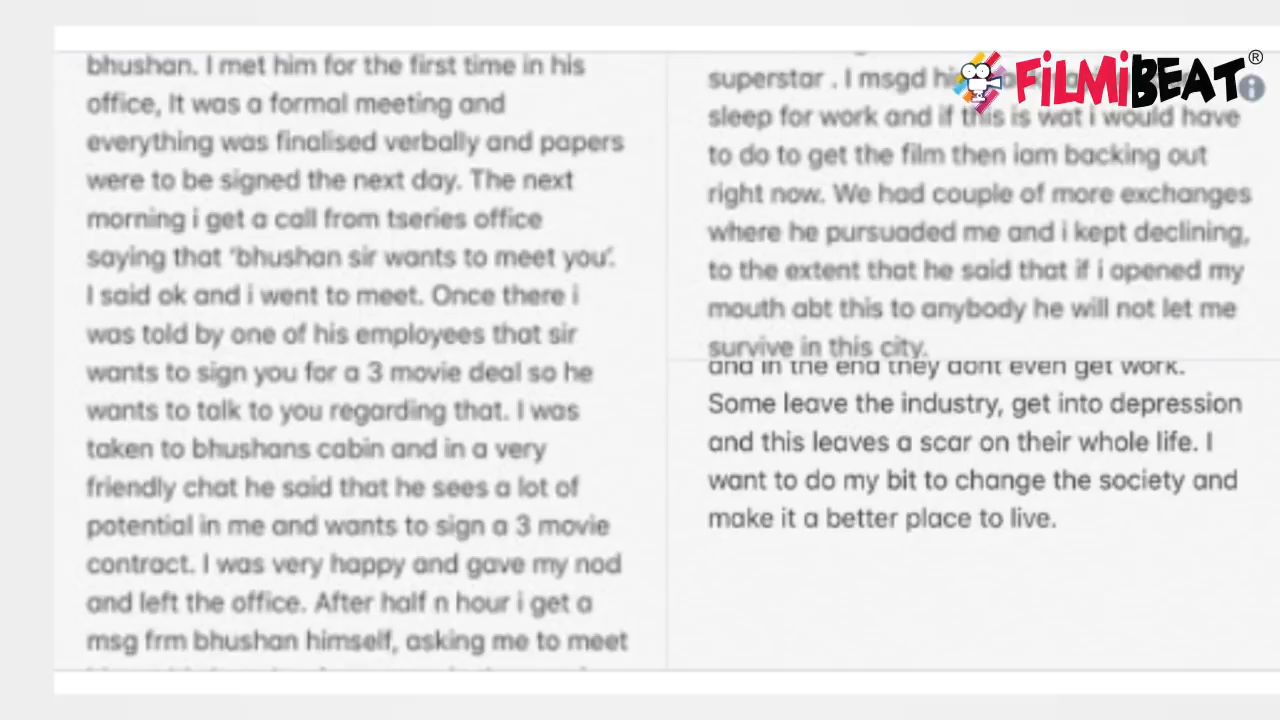 bhushan. I met him for the first time in his
office, It was a formal meeting and
everything was finalised verbally and papers
were to be signed the next day. The next
morning i get a call from tseries office
saying that 'bhushan sir wants to meet you'.
I said ok and i went to meet. Once there i
was told by one of his employees that sir
wants to sign you for a 3 movie deal so he
wants to talk to you regarding that. I was
taken to bhushans cabin and in a very
friendly chat he said that he sees a lot of
potential in me and wants to sign a 3 movie
contract. I was very happy and gave my nod
and left the office. After half n hour i get a
msg frm bhushan himself, asking me to meet
FiLMiBEAT®
superstar . I msgd
sleep for work and if this is wat i would have
to do to get the film then iam backing out
right now. We had couple of more exchanges
where he pursuaded me and i kept declining,
to the extent that he said that if i opened my
mouth abt this to anybody he will not let me
survive in this city.
and in the end they dont even get work.
Some leave the industry, get into depression
and this leaves a scar on their whole life. I
want to do my bit to change the society and
make it a better place to live.